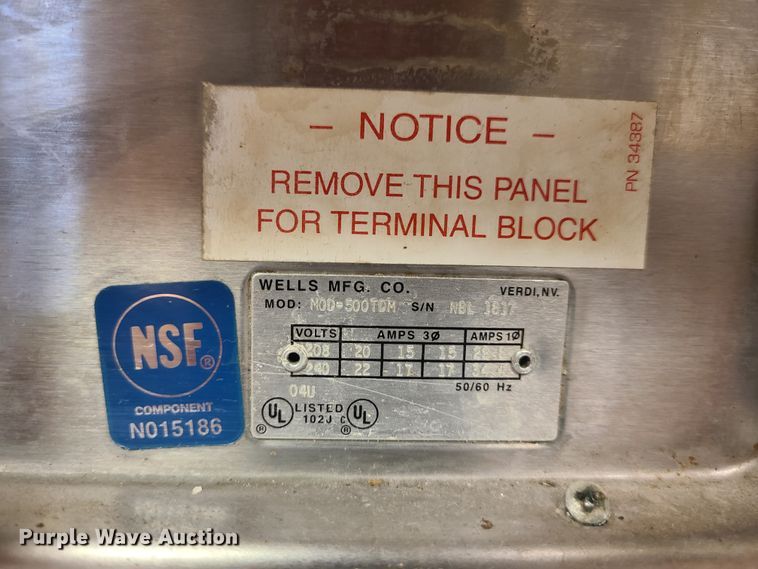 – NOTICE –
REMOVE THIS PANEL
FOR TERMINAL BLOCK
PN 34387
WELLS MFG. CO. VERDI, NV.
MOD: MOD-500TDM S/N NBL
VOLTS AMPS 3Ø AMPS 1Ø
208 20 15 15
240 22 17 17
04U 50/60 Hz
UL LISTED UL
® 102J C ®
NSF®
COMPONENT
N015186
Purple Wave Auction